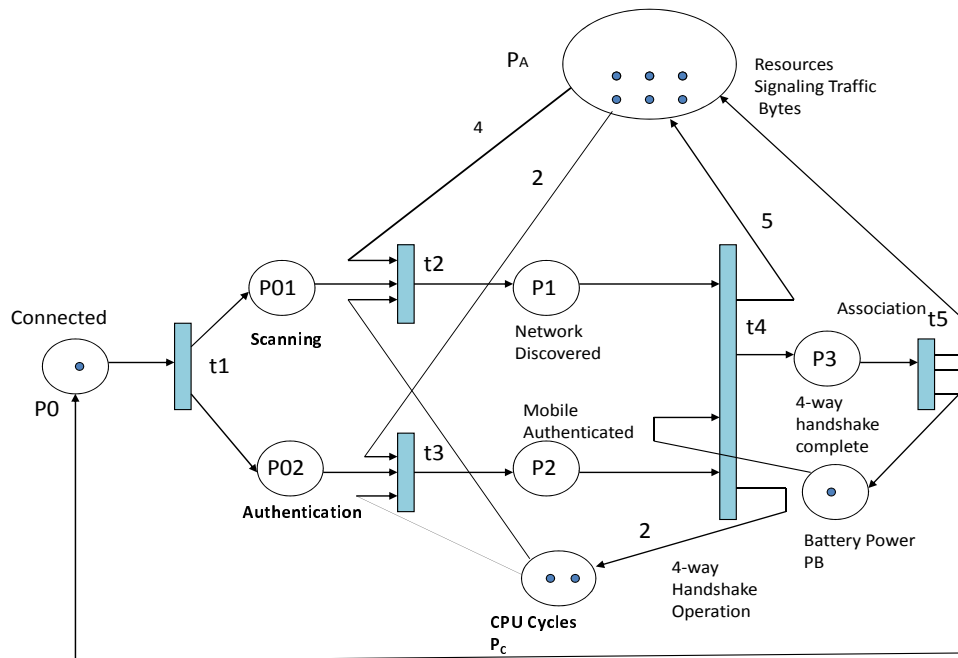 PA
Resources
Signaling Traffic
Bytes
4
2
5
t2
P01
P1
Connected
Association
t5
Scanning
Network
Discovered
t4
t1
P3
P0
Mobile
Authenticated
4-way
handshake
complete
t3
P02
P2
Authentication
2
Battery Power
PB
4-way
Handshake
Operation
CPU Cycles
PC